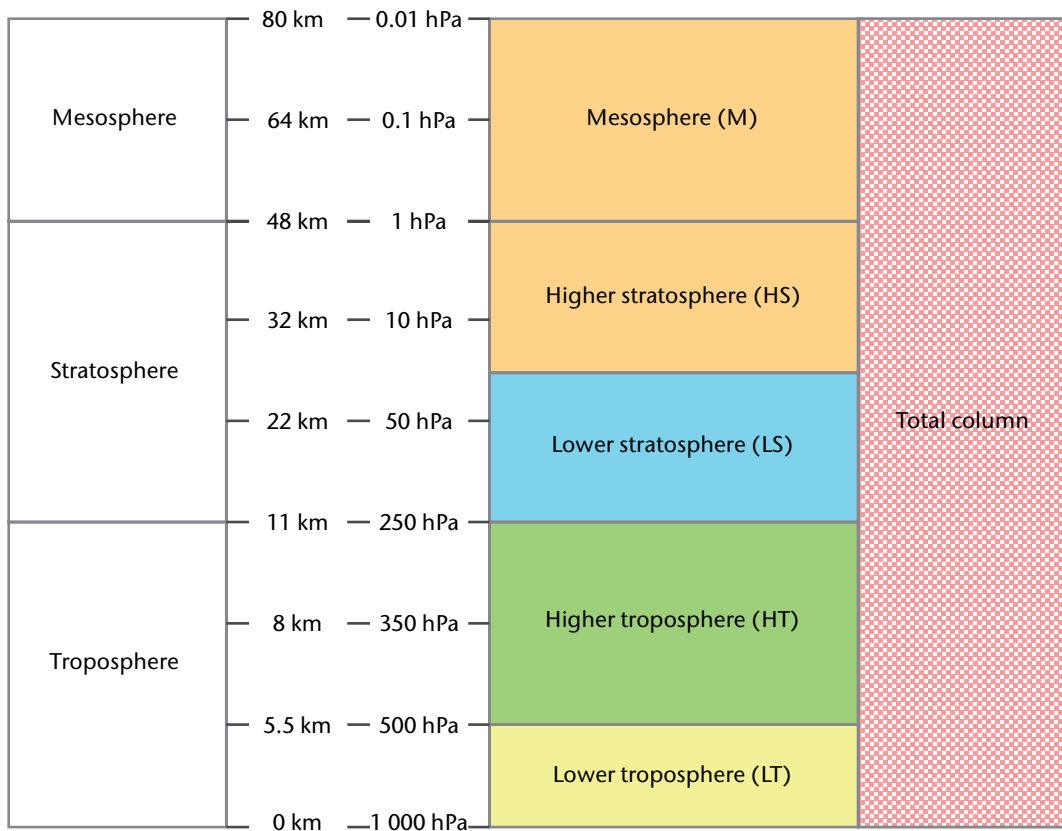 80 km
0.01 hPa
Mesosphere
64 km
0.1 hPa
Mesosphere (M)
48 km
1 hPa
Higher stratosphere (HS)
32 km
10 hPa
Stratosphere
22 km
50 hPa
Total column
Lower stratosphere (LS)
11 km
250 hPa
8 km
350 hPa
Higher troposphere (HT)
Troposphere
5.5 km
500 hPa
Lower troposphere (LT)
0 km
1 000 hPa